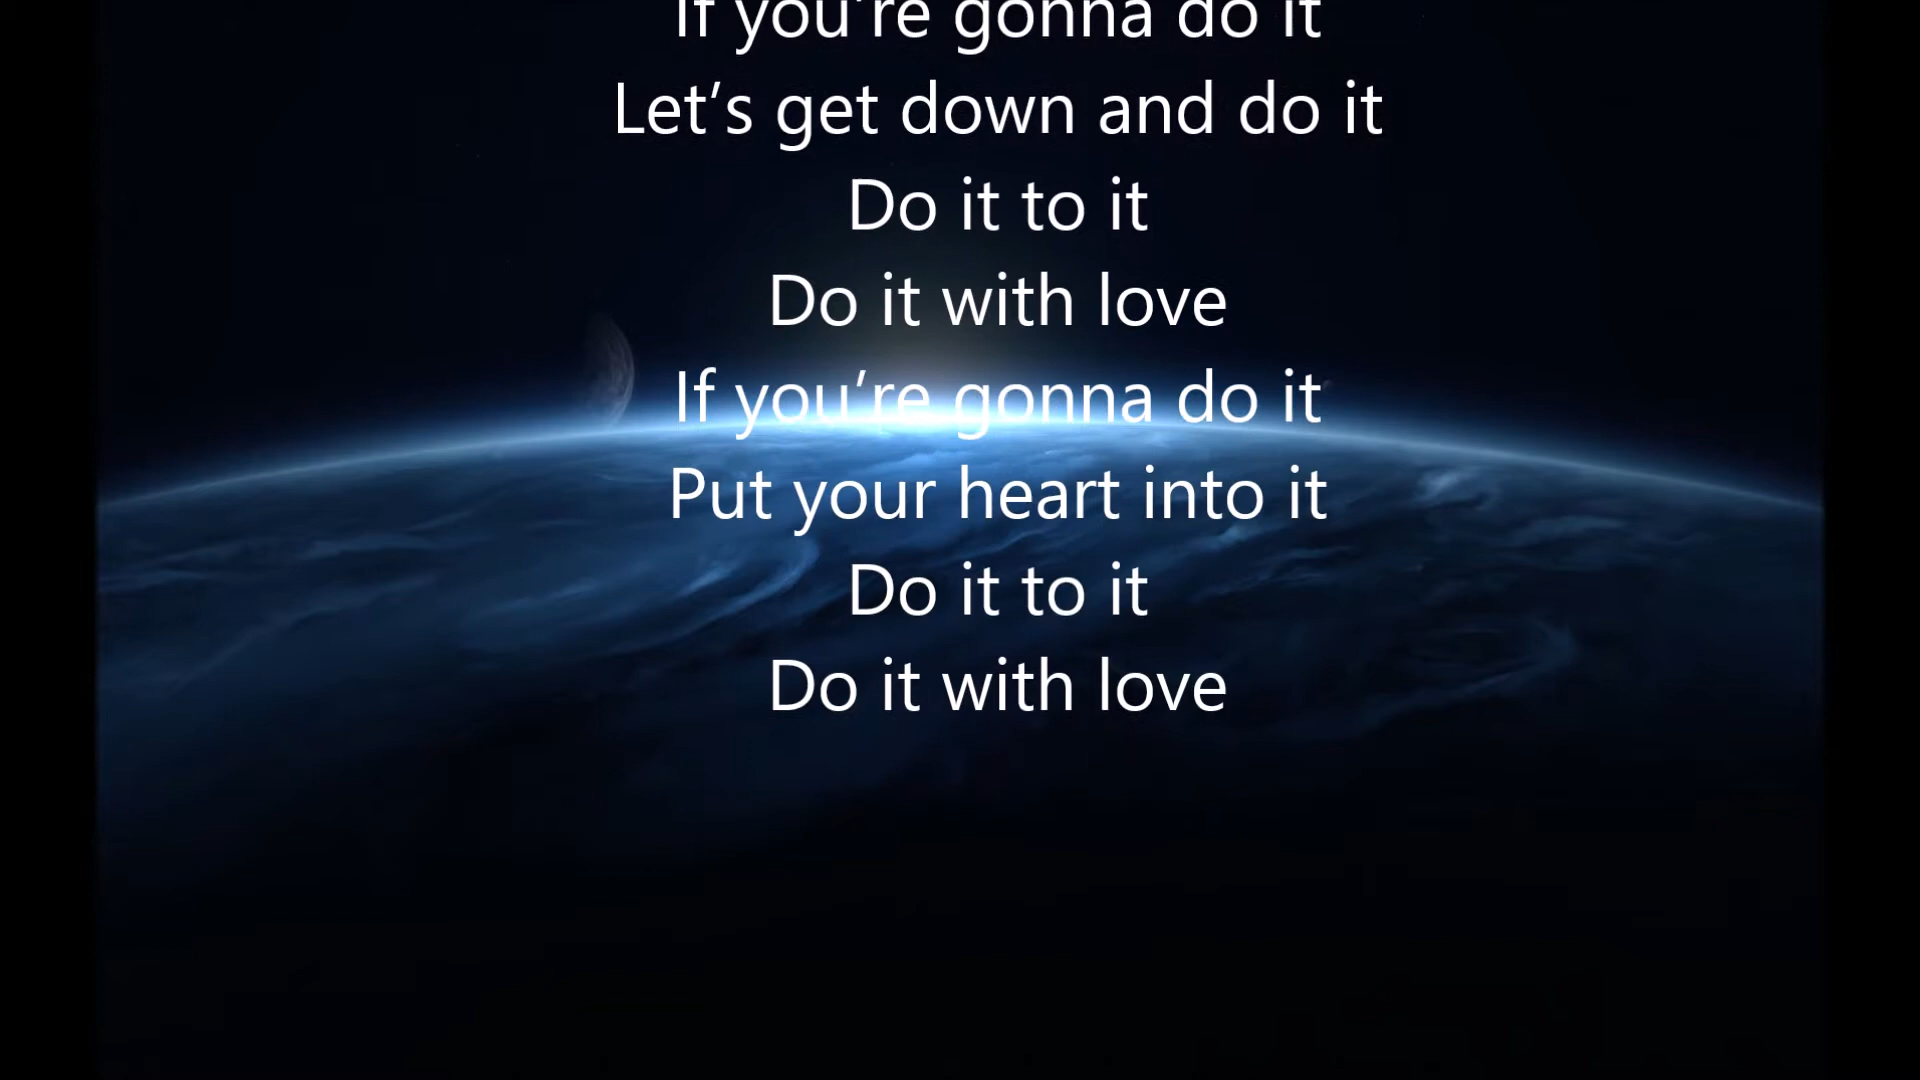 If you’re gonna do it
Let’s get down and do it
Do it to it
Do it with love
If you’re gonna do it
Put your heart into it
Do it to it
Do it with love